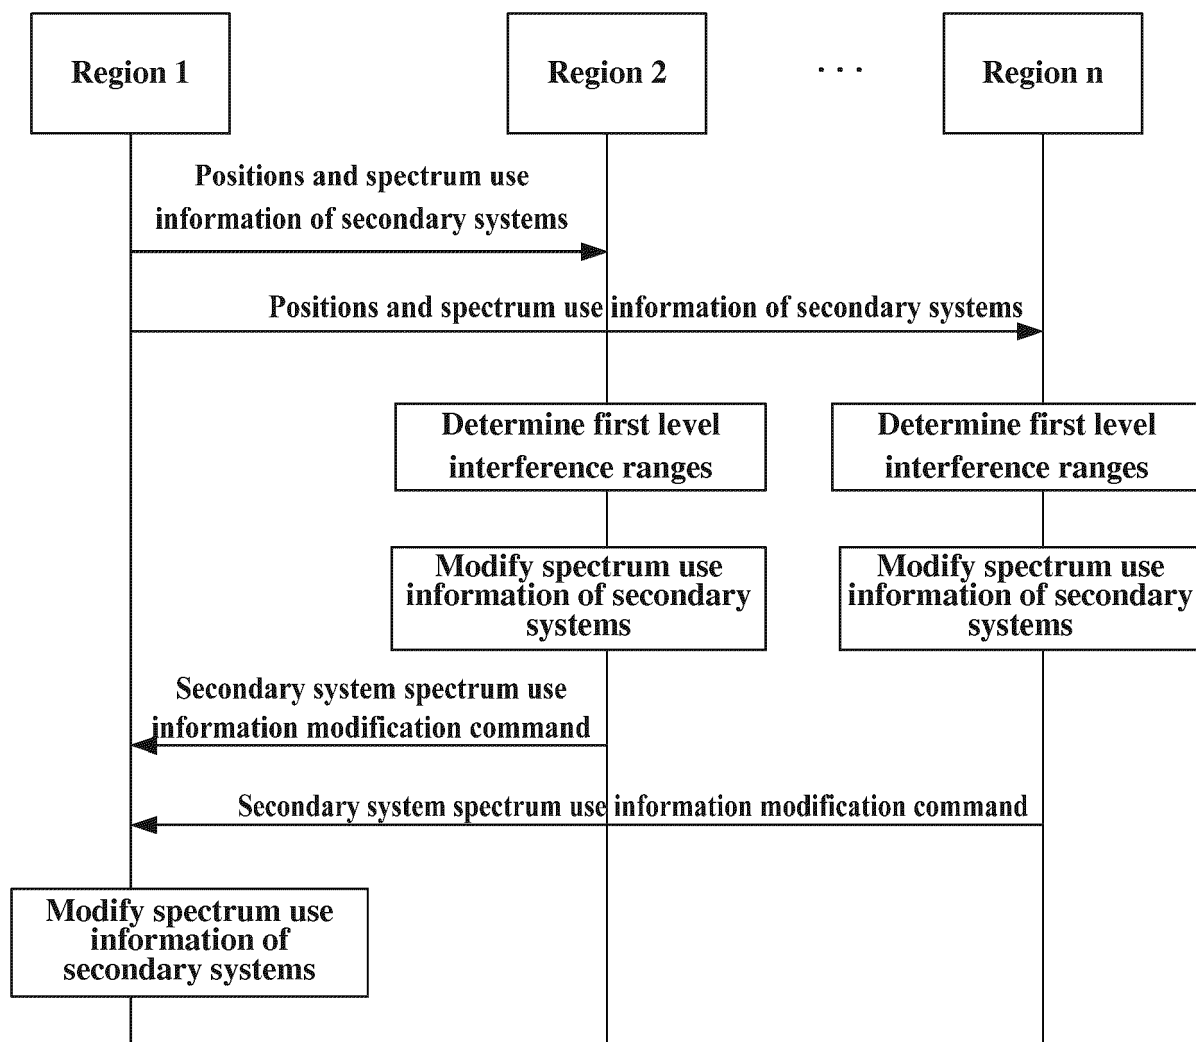 Region 1
Region 2
. . .
Region n
Positions and spectrum use
information of secondary systems
Positions and spectrum use information of secondary systems
Determine first level
interference ranges
Determine first level
interference ranges
Modify spectrum use
information of secondary
systems
Modify spectrum use
information of secondary
systems
Secondary system spectrum use
information modification command
Secondary system spectrum use information modification command
Modify spectrum use
information of
secondary systems